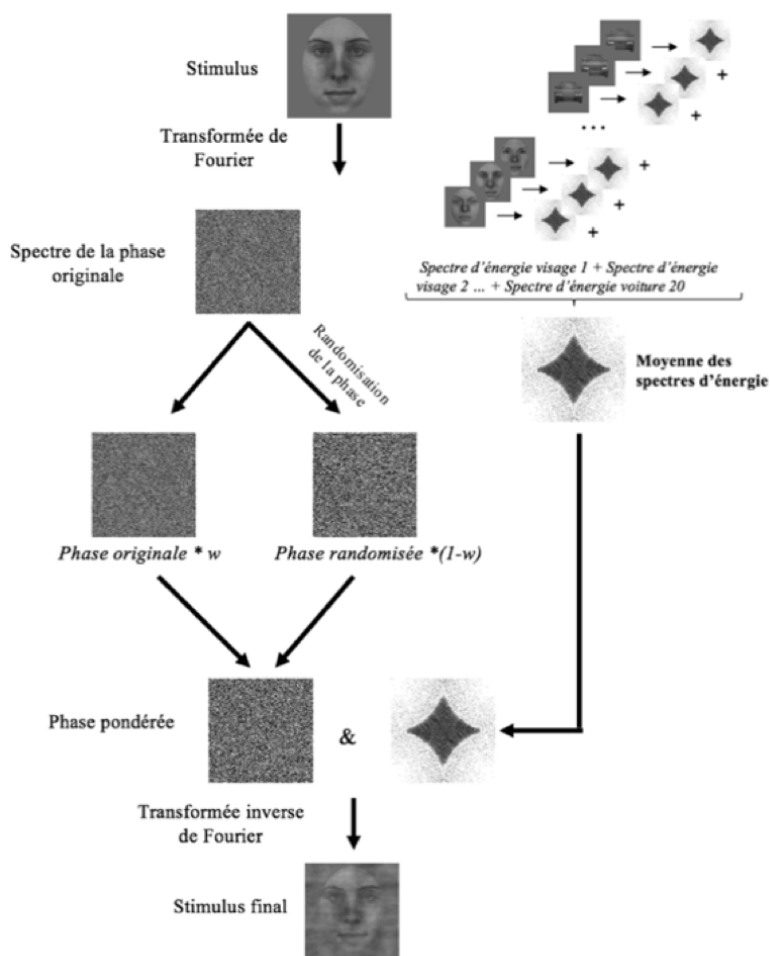 Stimulus
Transformée de
Fourier
Spectre de la phase
originale
Randomisation
de la phase
Phase originale * w
Phase randomisée *(1-w)
Phase pondérée
&
Transformée inverse
de Fourier
Stimulus final
+
+
+
...
+
+
+
Spectre d'énergie visage 1 + Spectre d'énergie
visage 2 ... + Spectre d'énergie voiture 20
Moyenne des
spectres d'énergie